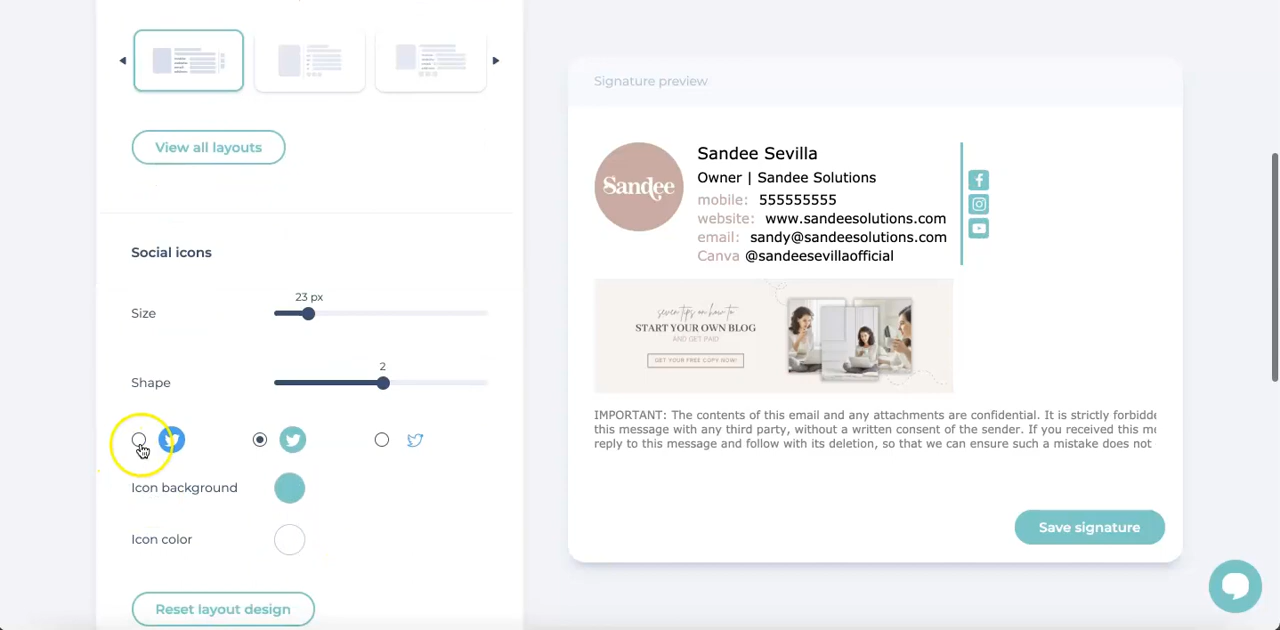 View all layouts
Social icons
Size
23 px
Shape
2
Icon background
Icon color
Reset layout design
Signature preview
Sandee
Sandee Sevilla
Owner | Sandee Solutions
mobile: 555555555
website: www.sandeesolutions.com
email: sandy@sandeesolutions.com
Canva @sandeesevillaofficial
seven tips on how to
START YOUR OWN BLOG
AND GET PAID
GET YOUR FREE COPY NOW!
IMPORTANT: The contents of this email and any attachments are confidential. It is strictly forbidde
this message with any third party, without a written consent of the sender. If you received this me
reply to this message and follow with its deletion, so that we can ensure such a mistake does not
Save signature